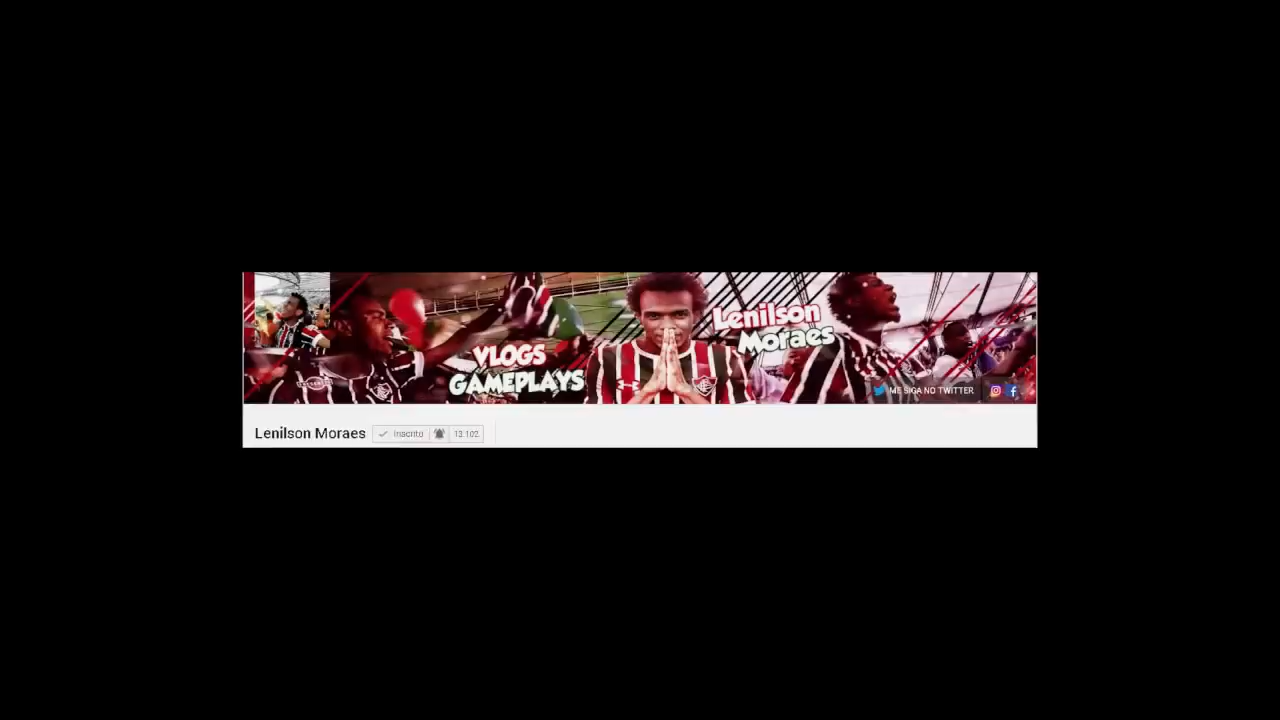 Lenilson
Moraes
VLOGS
GAMEPLAYS
ME SIGA NO TWITTER
Lenilson Moraes
Inscrito
13.102